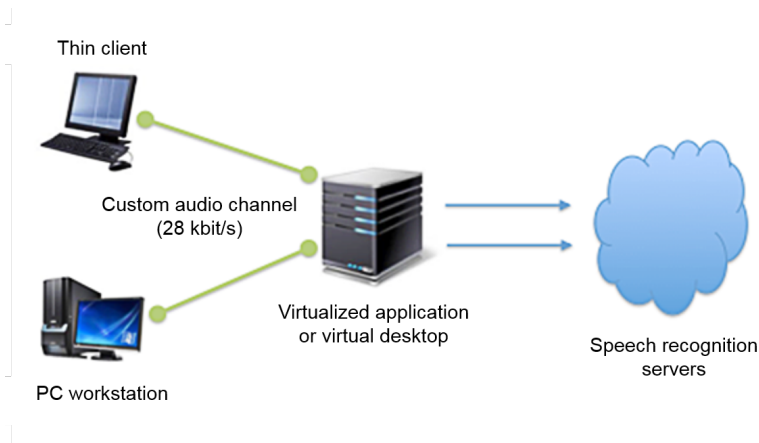 Thin client
Custom audio channel
(28 kbit/s)
Virtualized application
or virtual desktop
Speech recognition
servers
PC workstation